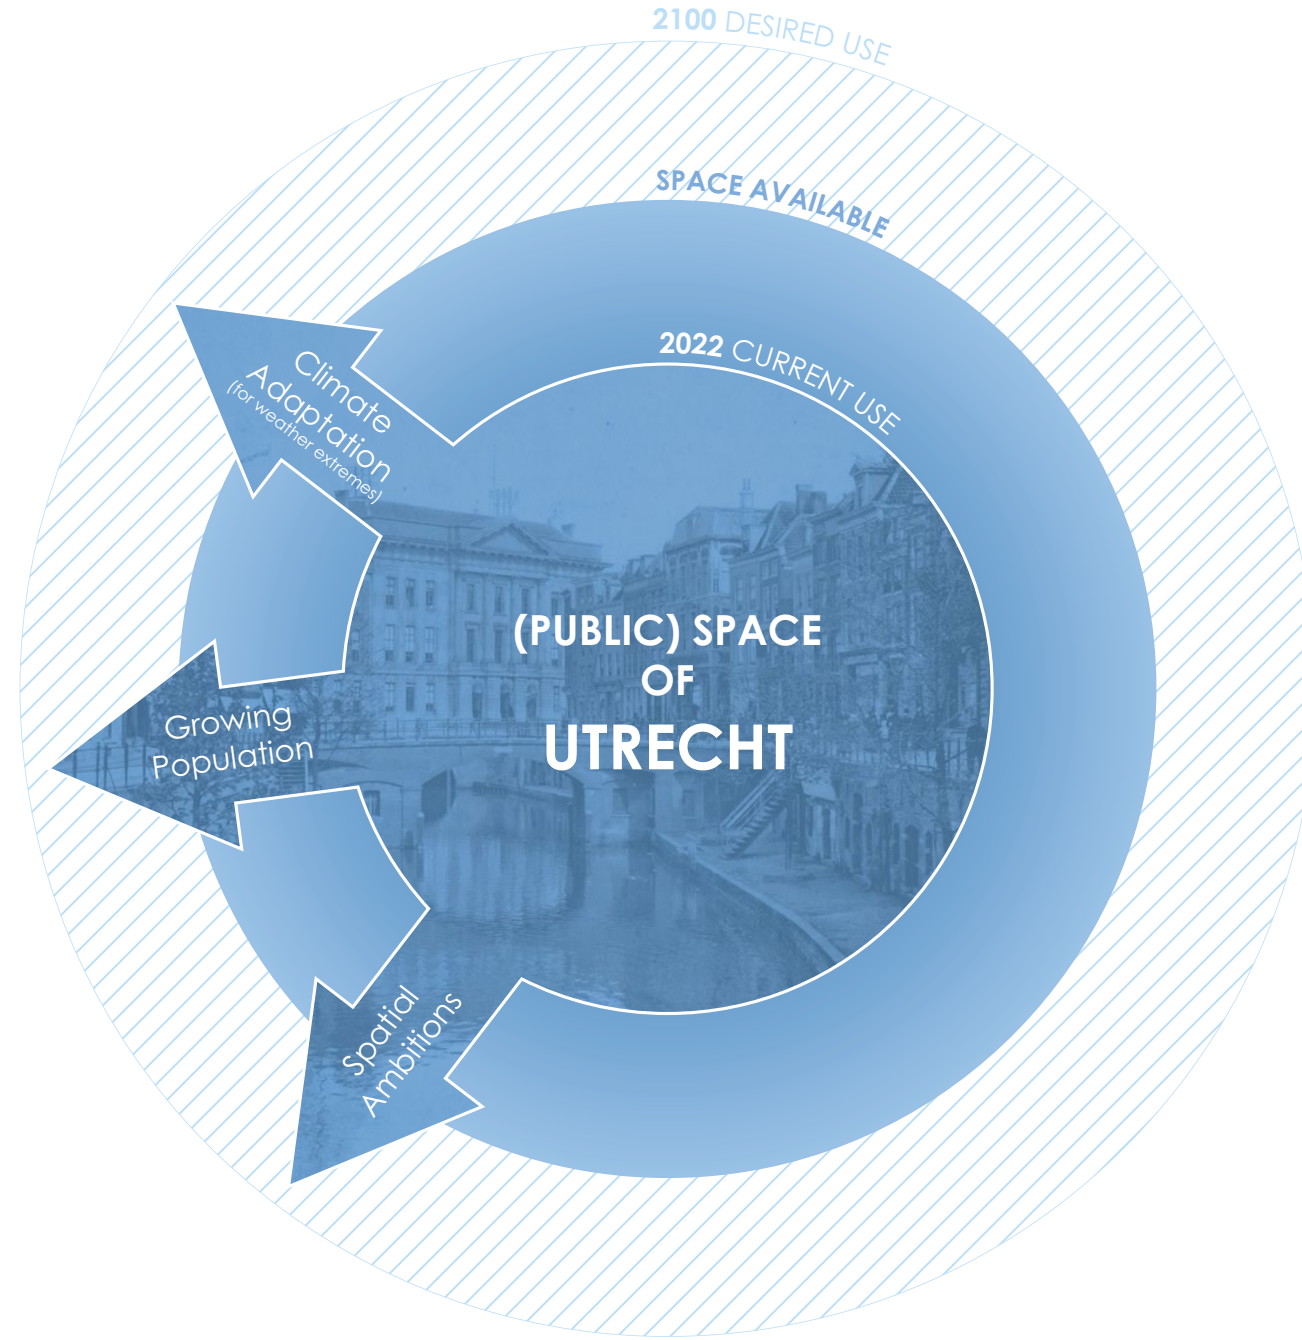 2100 DESIRED USE
SPACE AVAILABLE
2022 CURRENT USE
Climate
Adaptation
(for weather extremes)
(PUBLIC) SPACE
OF
UTRECHT
Growing
Population
Spatial
Ambitions